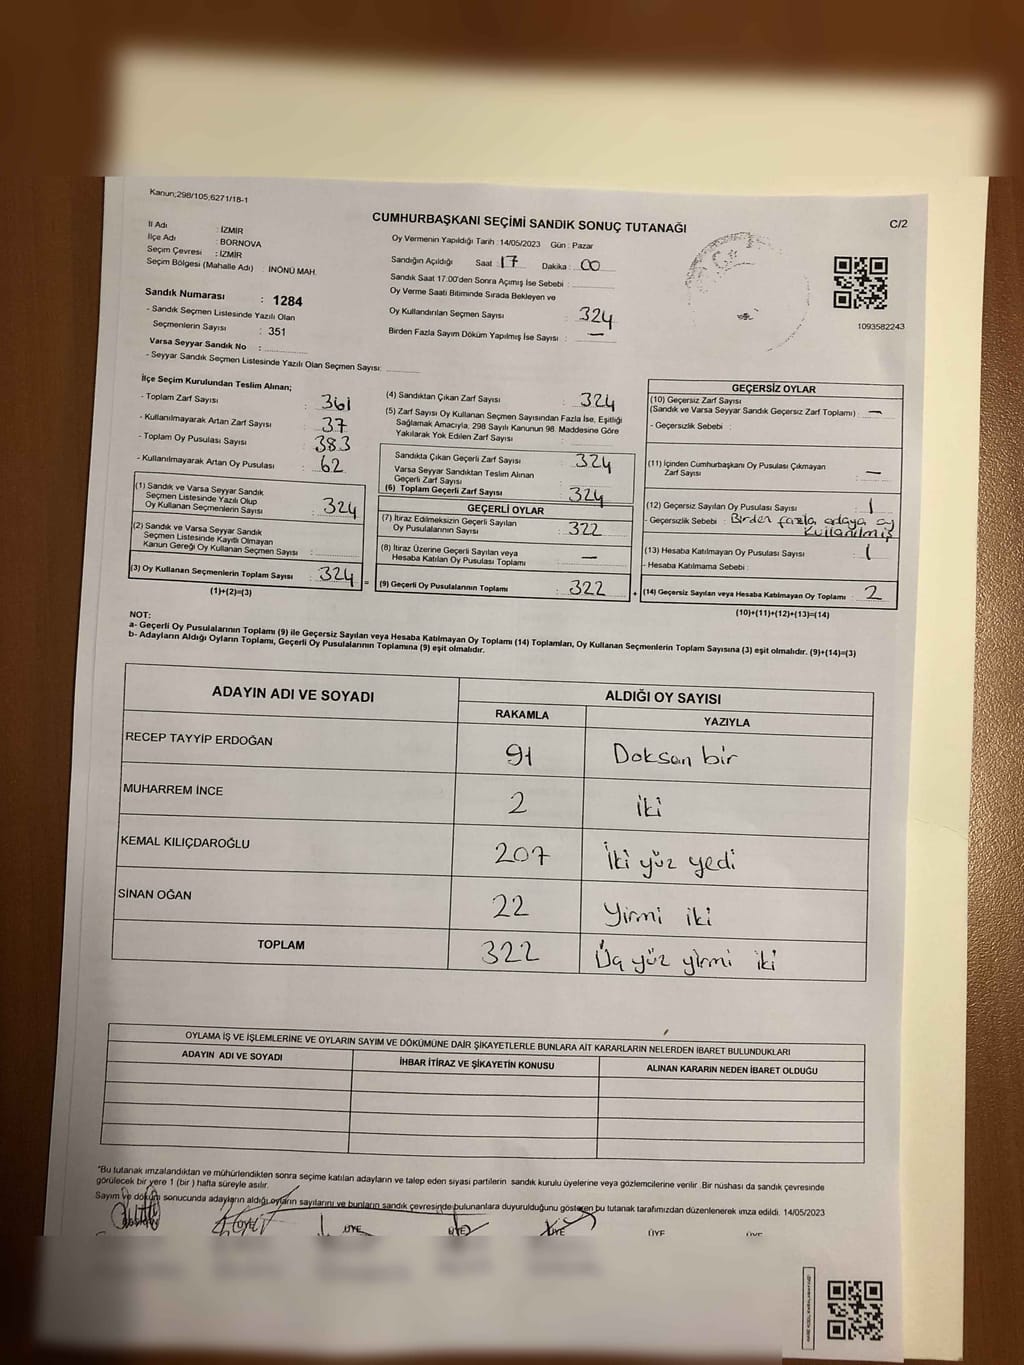 Kanun;298/105,6271/18-1
CUMHURBAŞKANI SEÇİMİ SANDIK SONUÇ TUTANAĞI
C/2
İl Adı : İZMİR
İlçe Adı : BORNOVA
Seçim Çevresi : İZMİR
Seçim Bölgesi (Mahalle Adı) : İNÖNÜ MAH.
Sandık Numarası : 1284
- Sandık Seçmen Listesinde Yazılı Olan
Seçmenlerin Sayısı : 351
Varsa Seyyar Sandık No :
- Seyyar Sandık Seçmen Listesinde Yazılı Olan Seçmen Sayısı:
Oy Vermenin Yapıldığı Tarih : 14/05/2023 Gün : Pazar
Sandığın Açıldığı Saat : 17 Dakika : 00
Sandık Saat 17:00'den Sonra Açımış İse Sebebi :
Oy Verme Saati Bitiminde Sırada Bekleyen ve
Oy Kullandırılan Seçmen Sayısı : 324
Birden Fazla Sayım Döküm Yapılmış İse Sayısı : —
1093582243
İlçe Seçim Kurulundan Teslim Alınan;
- Toplam Zarf Sayısı : 361
- Kullanılmayarak Artan Zarf Sayısı : 37
- Toplam Oy Pusulası Sayısı : 383
- Kullanılmayarak Artan Oy Pusulası : 62
(1) Sandık ve Varsa Seyyar Sandık
Seçmen Listesinde Yazılı Olup
Oy Kullanan Seçmenlerin Sayısı : 324
(2) Sandık ve Varsa Seyyar Sandık
Seçmen Listesinde Kayıtlı Olmayan
Kanun Gereği Oy Kullanan Seçmen Sayısı :
(3) Oy Kullanan Seçmenlerin Toplam Sayısı : 324 =
(1)+(2)=(3)
(4) Sandıktan Çıkan Zarf Sayısı : 324
(5) Zarf Sayısı Oy Kullanan Seçmen Sayısından Fazla İse, Eşitliği
Sağlamak Amacıyla, 298 Sayılı Kanunun 98. Maddesine Göre
Yakılarak Yok Edilen Zarf Sayısı :
Sandıkta Çıkan Geçerli Zarf Sayısı : 324
Varsa Seyyar Sandıktan Teslim Alınan
Geçerli Zarf Sayısı :
(6) Toplam Geçerli Zarf Sayısı : 324
GEÇERLİ OYLAR
(7) İtiraz Edilmeksizin Geçerli Sayılan
Oy Pusulalarının Sayısı : 322
(8) İtiraz Üzerine Geçerli Sayılan veya
Hesaba Katılan Oy Pusulası Toplamı : —
(9) Geçerli Oy Pusulalarının Toplamı : 322 +
GEÇERSİZ OYLAR
(10) Geçersiz Zarf Sayısı
(Sandık ve Varsa Seyyar Sandık Geçersiz Zarf Toplamı) : —
- Geçersizlik Sebebi :
(11) İçinden Cumhurbaşkanı Oy Pusulası Çıkmayan
Zarf Sayısı : —
(12) Geçersiz Sayılan Oy Pusulası Sayısı : 1
- Geçersizlik Sebebi : Birden fazla adaya oy
kullanılmış
(13) Hesaba Katılmayan Oy Pusulası Sayısı : 1
- Hesaba Katılmama Sebebi :
(14) Geçersiz Sayılan veya Hesaba Katılmayan Oy Toplamı : 2
(10)+(11)+(12)+(13)=(14)
NOT:
a- Geçerli Oy Pusulalarının Toplamı (9) ile Geçersiz Sayılan veya Hesaba Katılmayan Oy Toplamı (14) Toplamları, Oy Kullanan Seçmenlerin Toplam Sayısına (3) eşit olmalıdır. (9)+(14)=(3)
b- Adayların Aldığı Oyların Toplamı, Geçerli Oy Pusulalarının Toplamına (9) eşit olmalıdır.
ADAYIN ADI VE SOYADI ALDIĞI OY SAYISI
RAKAMLA YAZIYLA
RECEP TAYYİP ERDOĞAN 91 Doksan bir
MUHARREM İNCE 2 İki
KEMAL KILIÇDAROĞLU 207 İki yüz yedi
SİNAN OĞAN 22 Yirmi iki
TOPLAM 322 Üç yüz yirmi iki
OYLAMA İŞ VE İŞLEMLERİNE VE OYLARIN SAYIM VE DÖKÜMÜNE DAİR ŞİKAYETLERLE BUNLARA AİT KARARLARIN NELERDEN İBARET BULUNDUKLARI
ADAYIN ADI VE SOYADI İHBAR İTİRAZ VE ŞİKAYETİN KONUSU ALINAN KARARIN NEDEN İBARET OLDUĞU
*Bu tutanak imzalandıktan ve mühürlendikten sonra seçime katılan adayların ve talep eden siyasi partilerin sandık kurulu üyelerine veya gözlemcilerine verilir .Bir nüshası da sandık çevresinde
görülecek bir yere 1 (bir ) hafta süreyle asılır.
Sayım ve döküm sonucunda adayların aldığı oyların sayılarını ve bunların sandık çevresinde bulunanlara duyurulduğunu gösteren bu tutanak tarafımızdan düzenlenerek imza edildi. 14/05/2023
ÜYE ÜYE ÜYE ÜYE ÜYE ÜYE